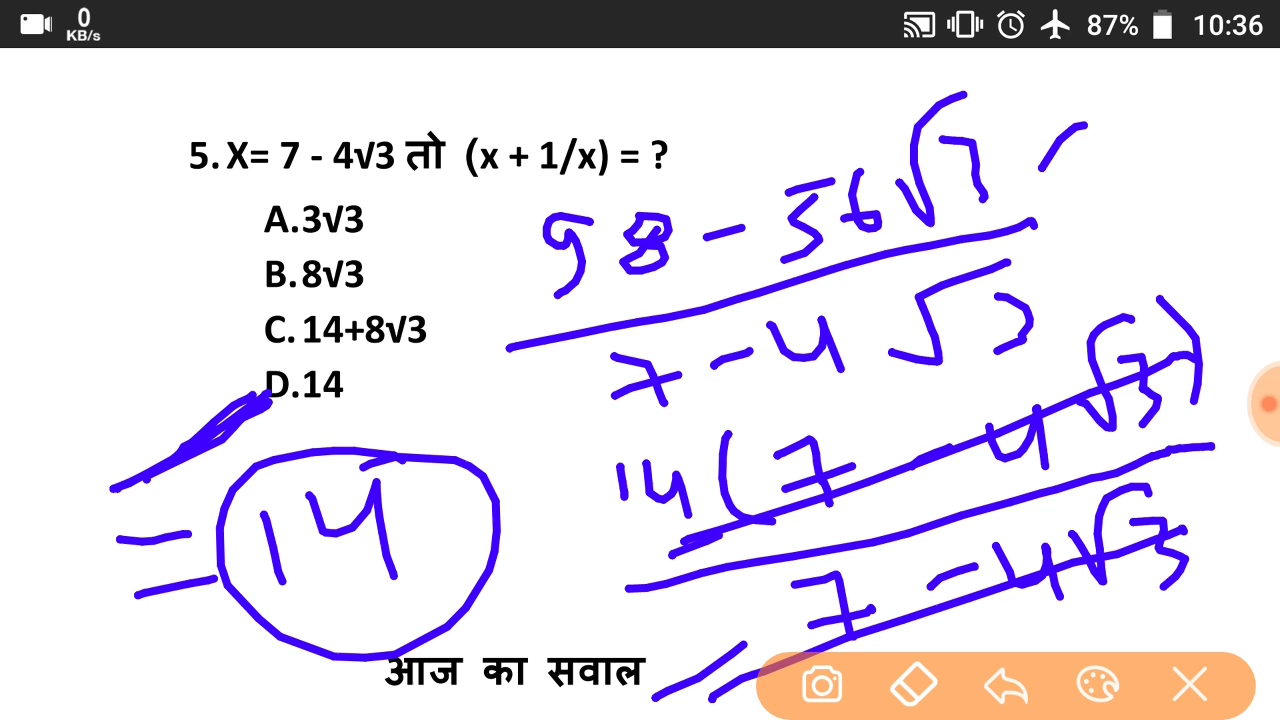 0
KB/s
87% 10:36
5. X= 7 - 4√3 तो (x + 1/x) = ?
A. 3√3
B. 8√3
C. 14+8√3
D. 14
98 - 56√3
7 - 4√3
14(7 - 4√3)
7 - 4√3
= 14
आज का सवाल